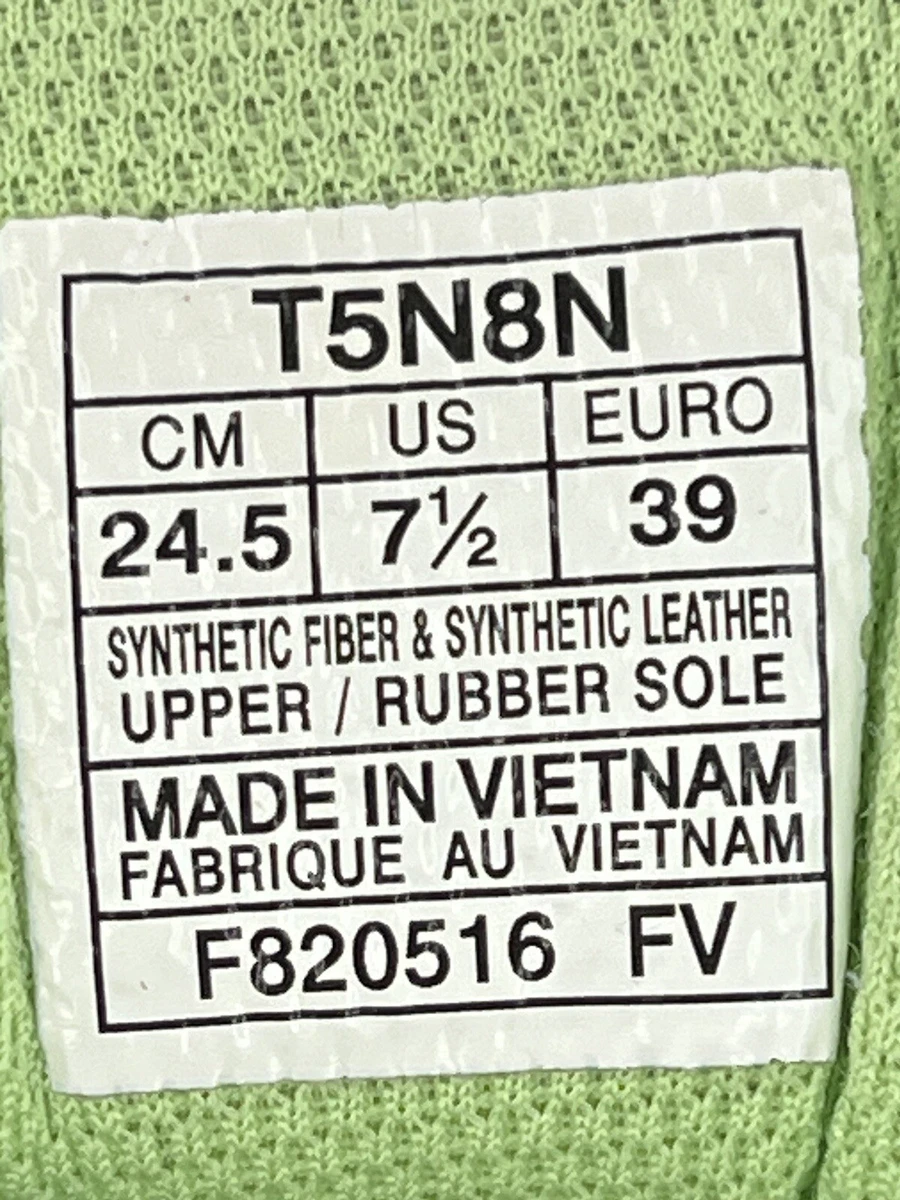 T5N8N
CM US EURO
24.5 7½ 39
SYNTHETIC FIBER & SYNTHETIC LEATHER
UPPER / RUBBER SOLE
MADE IN VIETNAM
FABRIQUE AU VIETNAM
F820516 FV